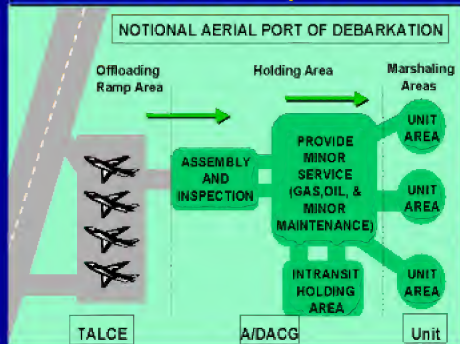 NOTIONAL AERIAL PORT OF DEBARKATION
Offloading
Ramp Area
Holding Area
Marshaling
Areas
ASSEMBLY
AND
INSPECTION
PROVIDE
MINOR
SERVICE
(GAS,OIL, &
MINOR
MAINTENANCE)
INTRANSIT
HOLDING
AREA
UNIT
AREA
UNIT
AREA
UNIT
AREA
TALCE
A/DACG
Unit